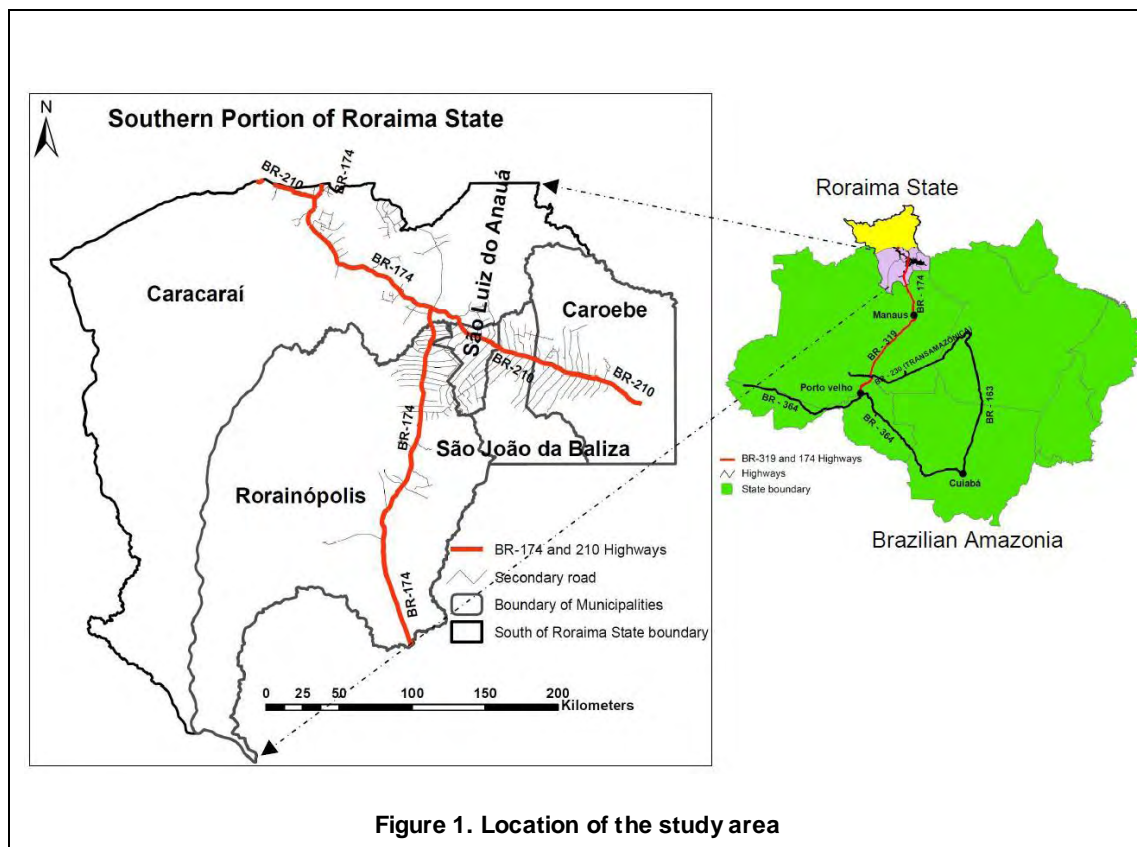 N
Southern Portion of Roraima State
BR-210
BR-174
BR-174
São Luiz do Anauá
Caracaraí
Caroebe
BR-210
BR-210
BR-174
São João da Baliza
Rorainópolis
BR-174
BR-174 and 210 Highways
Secondary road
Boundary of Municipalities
South of Roraima State boundary
0 25 50 100 150 200
Kilometers
Roraima State
BR - 174
Manaus
BR - 319
BR - 230 (TRANSAMAZÔNICA)
Porto velho
BR - 364
BR - 364
BR - 163
Cuiabá
BR-319 and 174 Highways
Highways
State boundary
Brazilian Amazonia
Figure 1. Location of the study area